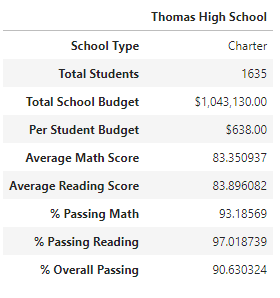 Thomas High School
School Type Charter
Total Students 1635
Total School Budget $1,043,130.00
Per Student Budget $638.00
Average Math Score 83.350937
Average Reading Score 83.896082
% Passing Math 93.18569
% Passing Reading 97.018739
% Overall Passing 90.630324